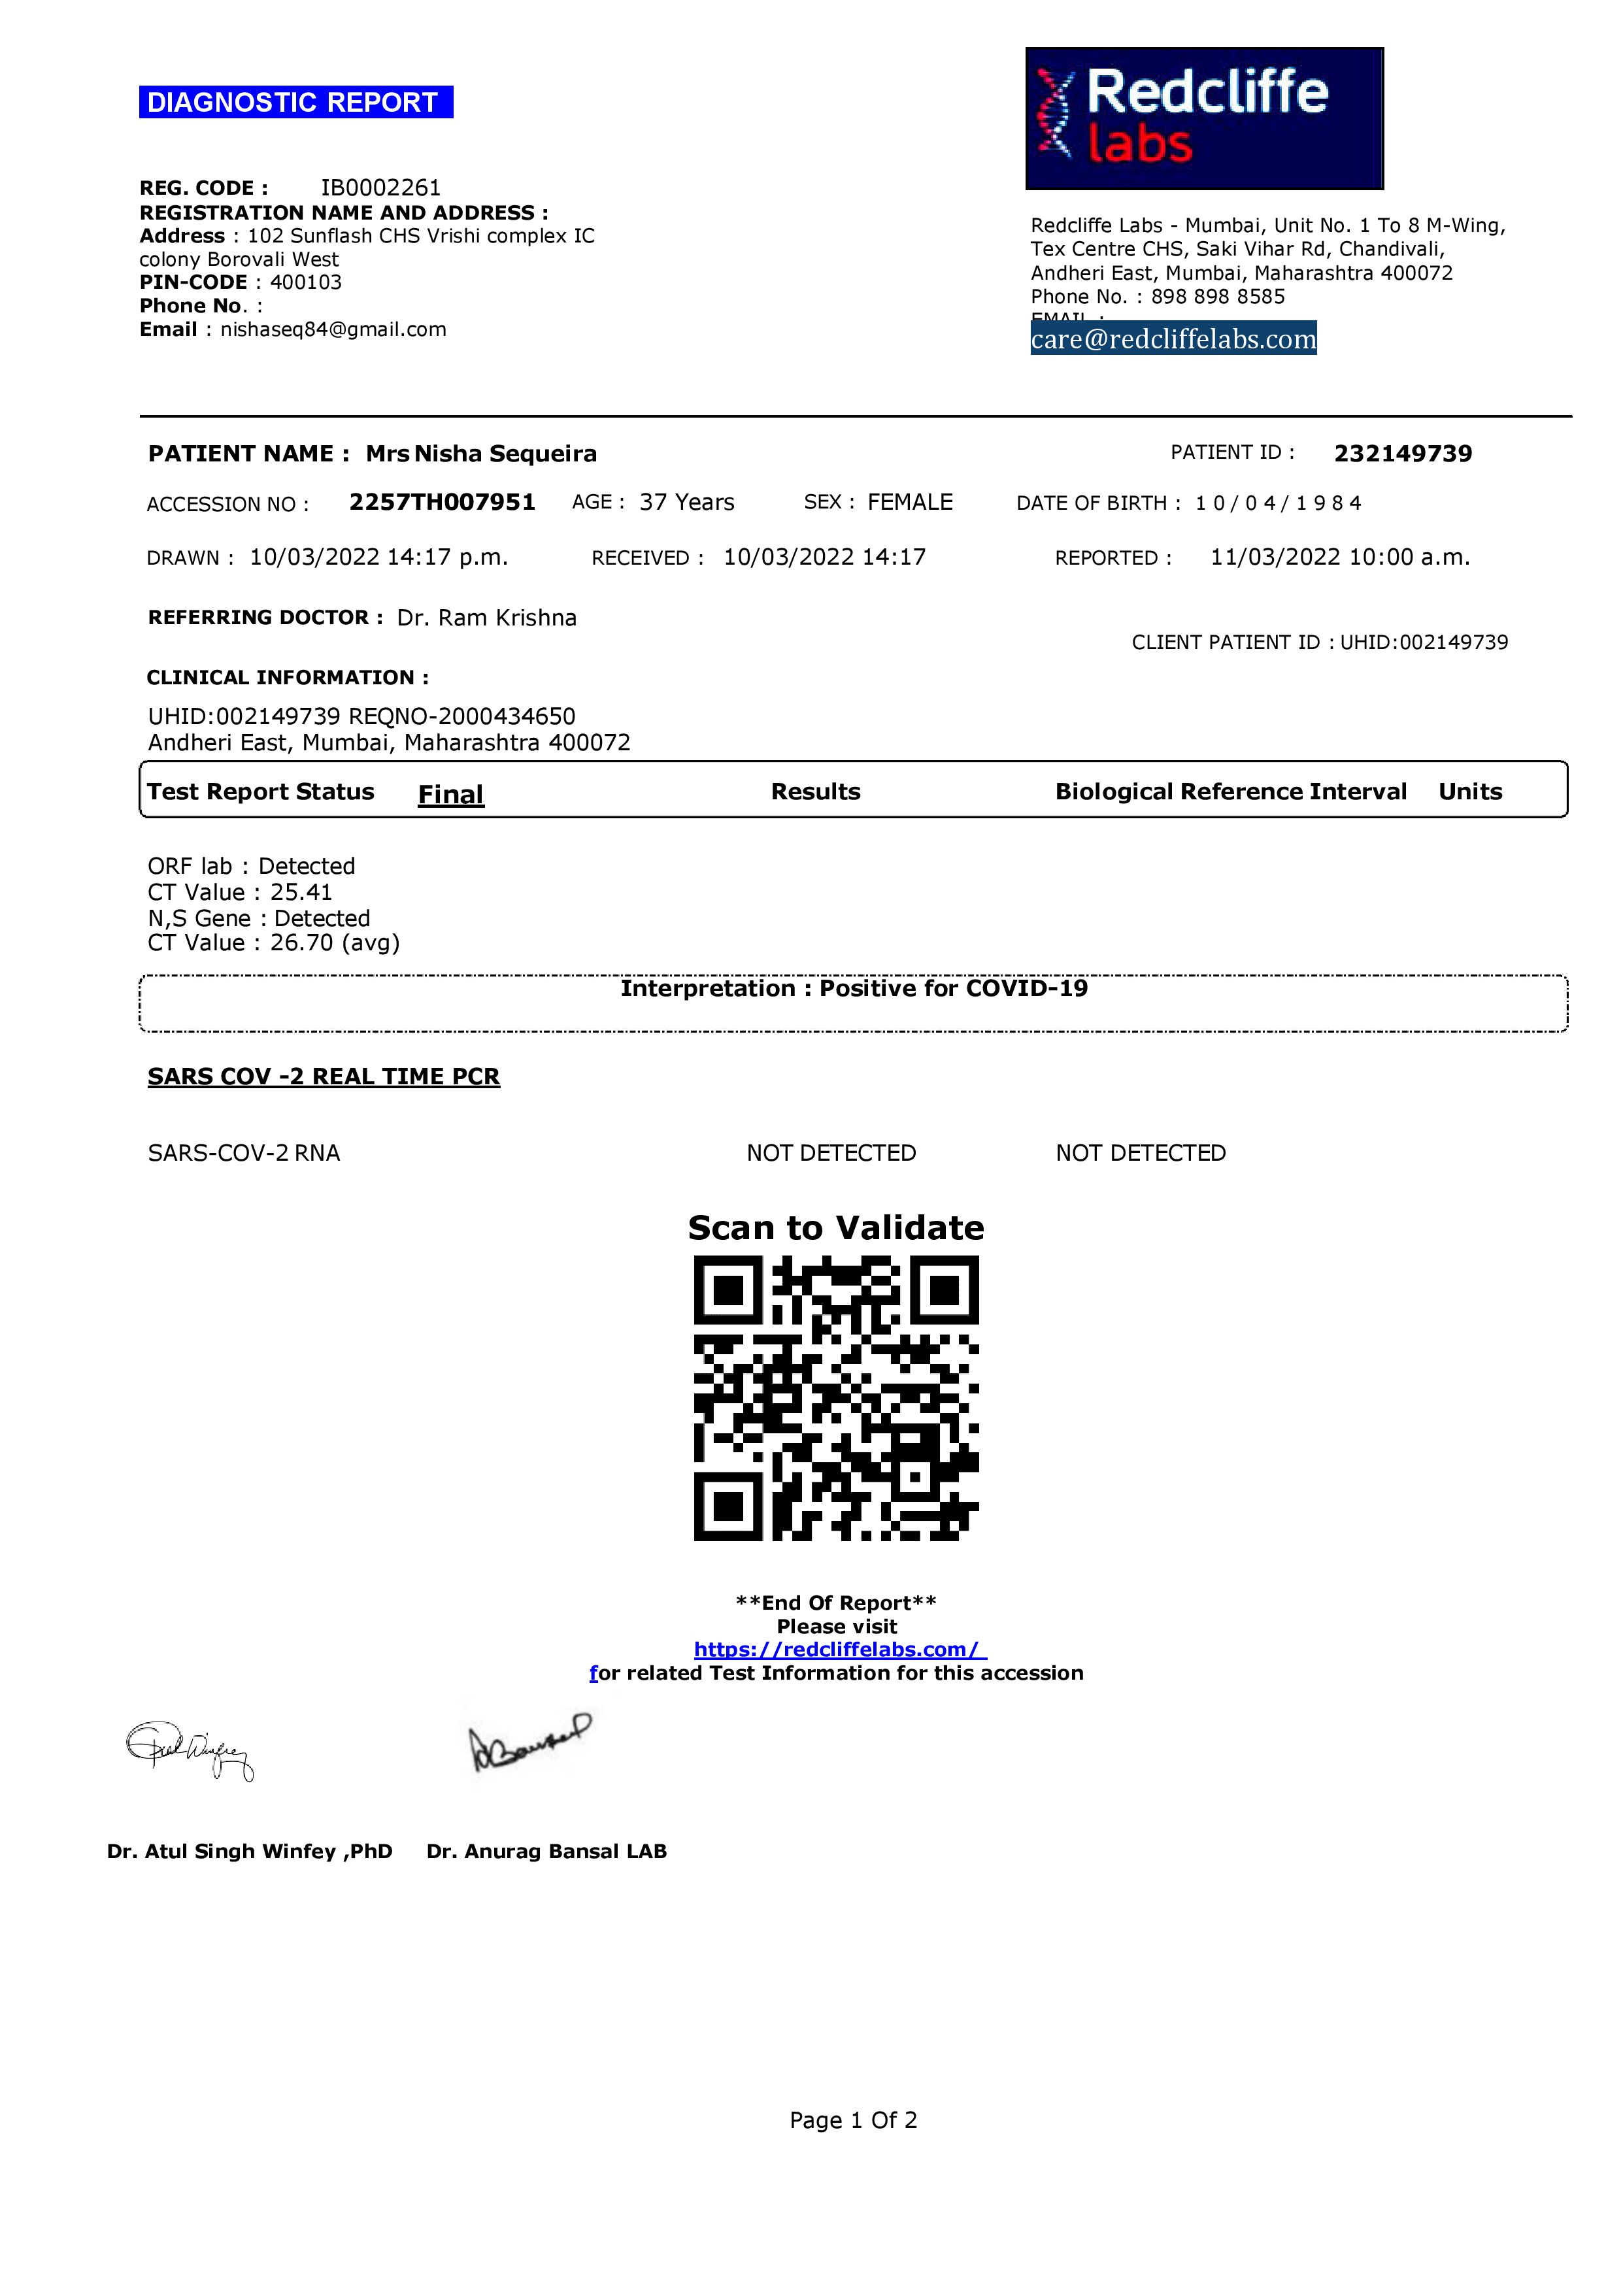 DIAGNOSTIC REPORT
Redcliffe
labs
REG. CODE : IB0002261
REGISTRATION NAME AND ADDRESS :
Address : 102 Sunflash CHS Vrishi complex IC
colony Borovali West
PIN-CODE : 400103
Phone No. :
Email : nishaseq84@gmail.com
Redcliffe Labs - Mumbai, Unit No. 1 To 8 M-Wing,
Tex Centre CHS, Saki Vihar Rd, Chandivali,
Andheri East, Mumbai, Maharashtra 400072
Phone No. : 898 898 8585
EMAIL :
care@redcliffelabs.com
PATIENT NAME : Mrs Nisha Sequeira PATIENT ID : 232149739
ACCESSION NO : 2257TH007951 AGE : 37 Years SEX : FEMALE DATE OF BIRTH : 10/04/1984
DRAWN : 10/03/2022 14:17 p.m. RECEIVED : 10/03/2022 14:17 REPORTED : 11/03/2022 10:00 a.m.
REFERRING DOCTOR : Dr. Ram Krishna
CLIENT PATIENT ID : UHID:002149739
CLINICAL INFORMATION :
UHID:002149739 REQNO-2000434650
Andheri East, Mumbai, Maharashtra 400072
Test Report Status Final Results Biological Reference Interval Units
ORF lab : Detected
CT Value : 25.41
N,S Gene : Detected
CT Value : 26.70 (avg)
Interpretation : Positive for COVID-19
SARS COV -2 REAL TIME PCR
SARS-COV-2 RNA NOT DETECTED NOT DETECTED
Scan to Validate
**End Of Report**
Please visit
https://redcliffelabs.com/
for related Test Information for this accession
Dr. Atul Singh Winfey ,PhD Dr. Anurag Bansal LAB
Page 1 Of 2